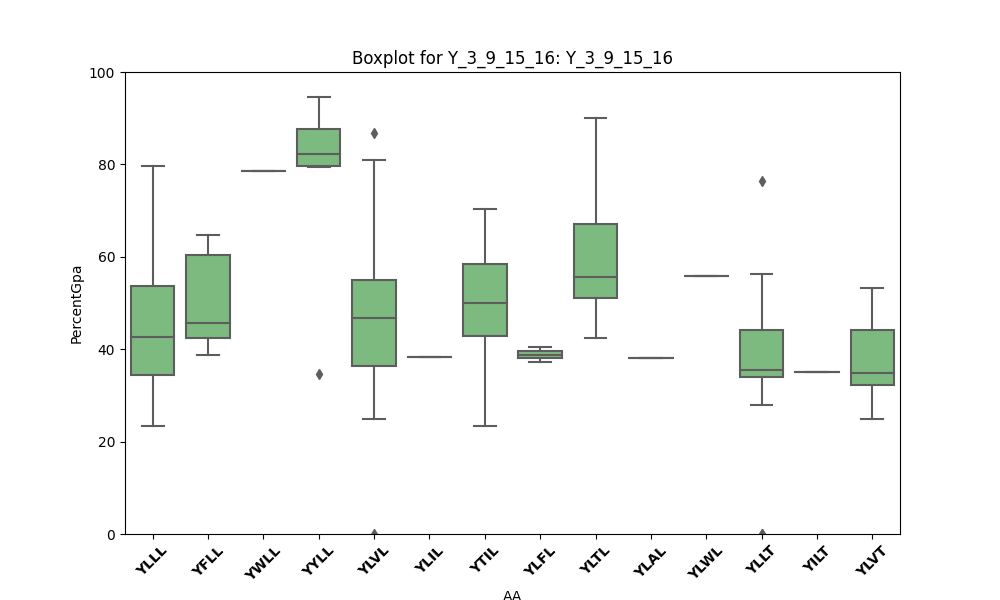 Boxplot for Y_3_9_15_16: Y_3_9_15_16
100
80
60
40
20
0
PercentGpa
YLLL YFLL YWLL YYLL YLVL YLIL YTIL YLFL YLTL YLAL YLWL YLLT YILT YLVT
AA